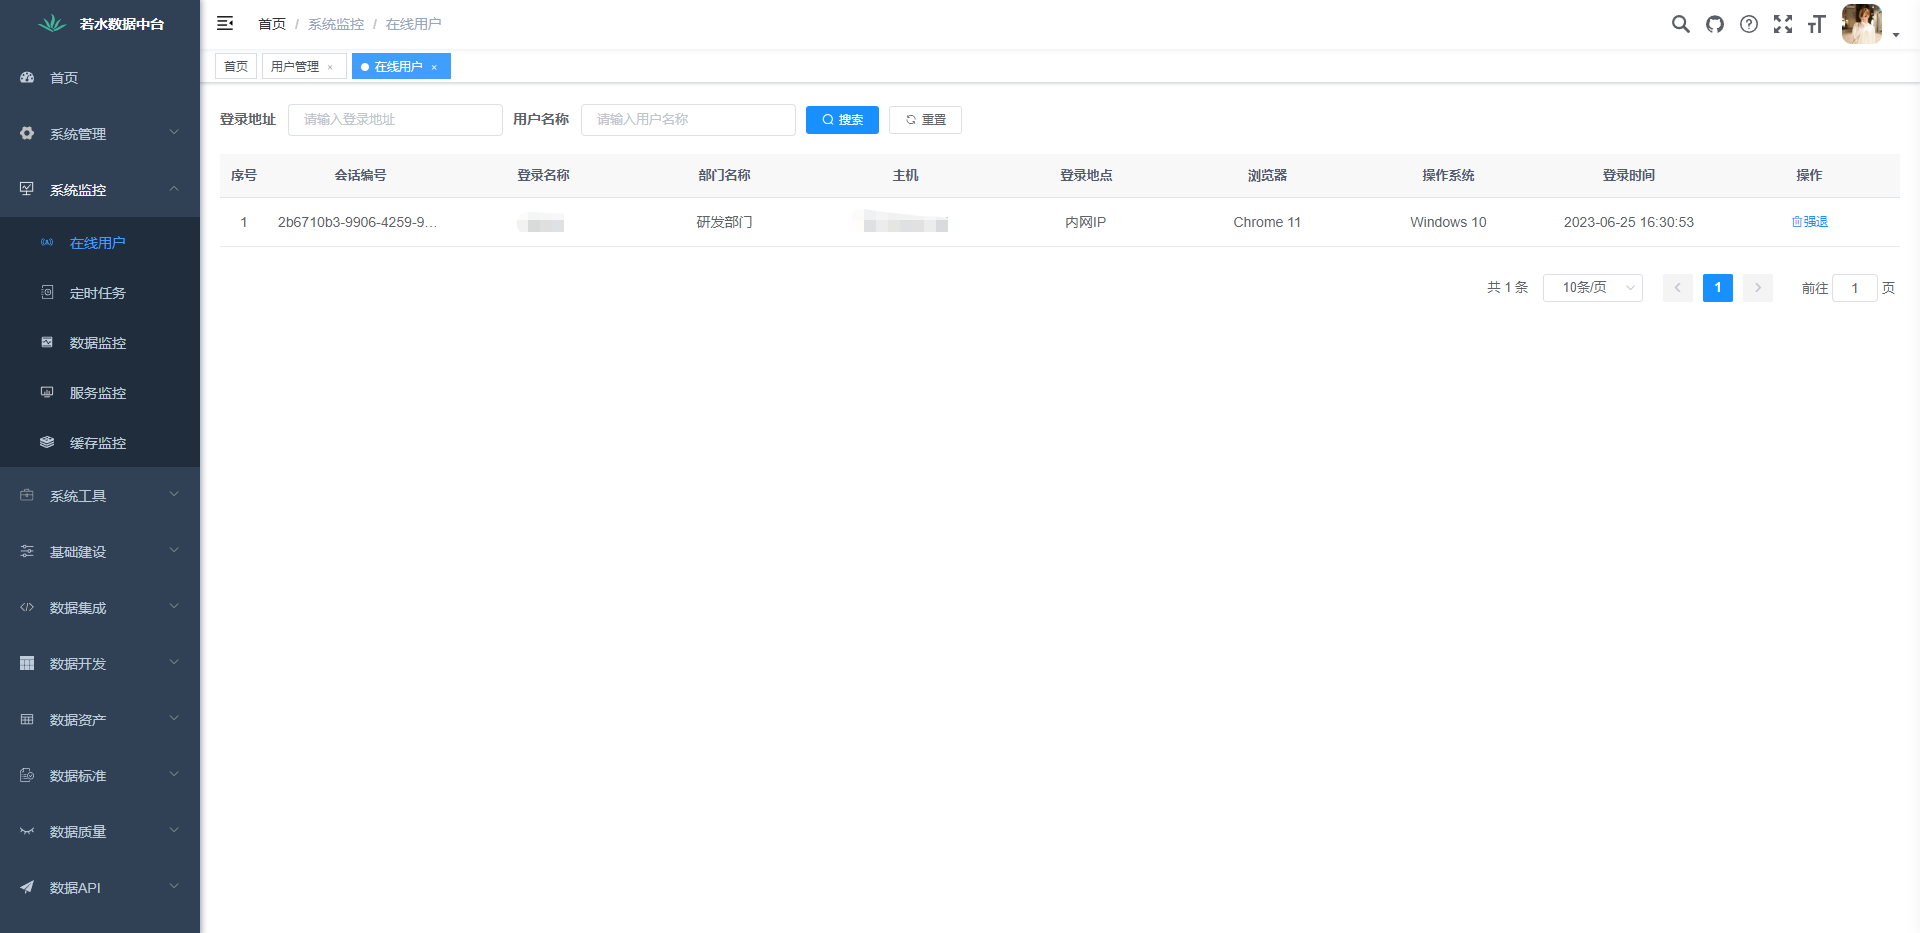 若水数据中台
首页
系统管理
系统监控
在线用户
定时任务
数据监控
服务监控
缓存监控
系统工具
基础建设
数据集成
数据开发
数据资产
数据标准
数据质量
数据API
首页 / 系统监控 / 在线用户
首页 用户管理 × 在线用户 ×
登录地址 请输入登录地址 用户名称 请输入用户名称 搜索 重置
序号 会话编号 登录名称 部门名称 主机 登录地点 浏览器 操作系统 登录时间 操作
1 2b6710b3-9906-4259-9... 研发部门 内网IP Chrome 11 Windows 10 2023-06-25 16:30:53 强退
共 1 条 10条/页 1 前往 1 页